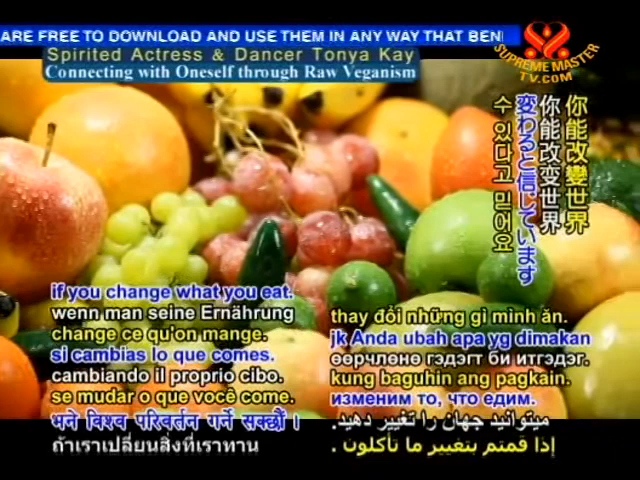 ARE FREE TO DOWNLOAD AND USE THEM IN ANY WAY THAT BEN
SUPREME MASTER
TV.COM
Spirited Actress & Dancer Tonya Kay
Connecting with Oneself through Raw Veganism
你能改變世界
你能改变世界
変わると信じています
수 있다고 믿어요
if you change what you eat.
wenn man seine Ernährung
change ce qu'on mange.
si cambias lo que comes.
cambiando il proprio cibo.
se mudar o que você come.
भने विश्व परिवर्तन गर्न सक्छौं ।
ถ้าเราเปลี่ยนสิ่งที่เราทาน
thay đổi những gì mình ăn.
jk Anda ubah apa yg dimakan
өөрчлөнө гэдэгт би итгэдэг.
kung baguhin ang pagkain.
изменим то, что едим.
میتوانید جهان را تغییر دهید.
إذا قمتم بتغيير ما تأكلون .